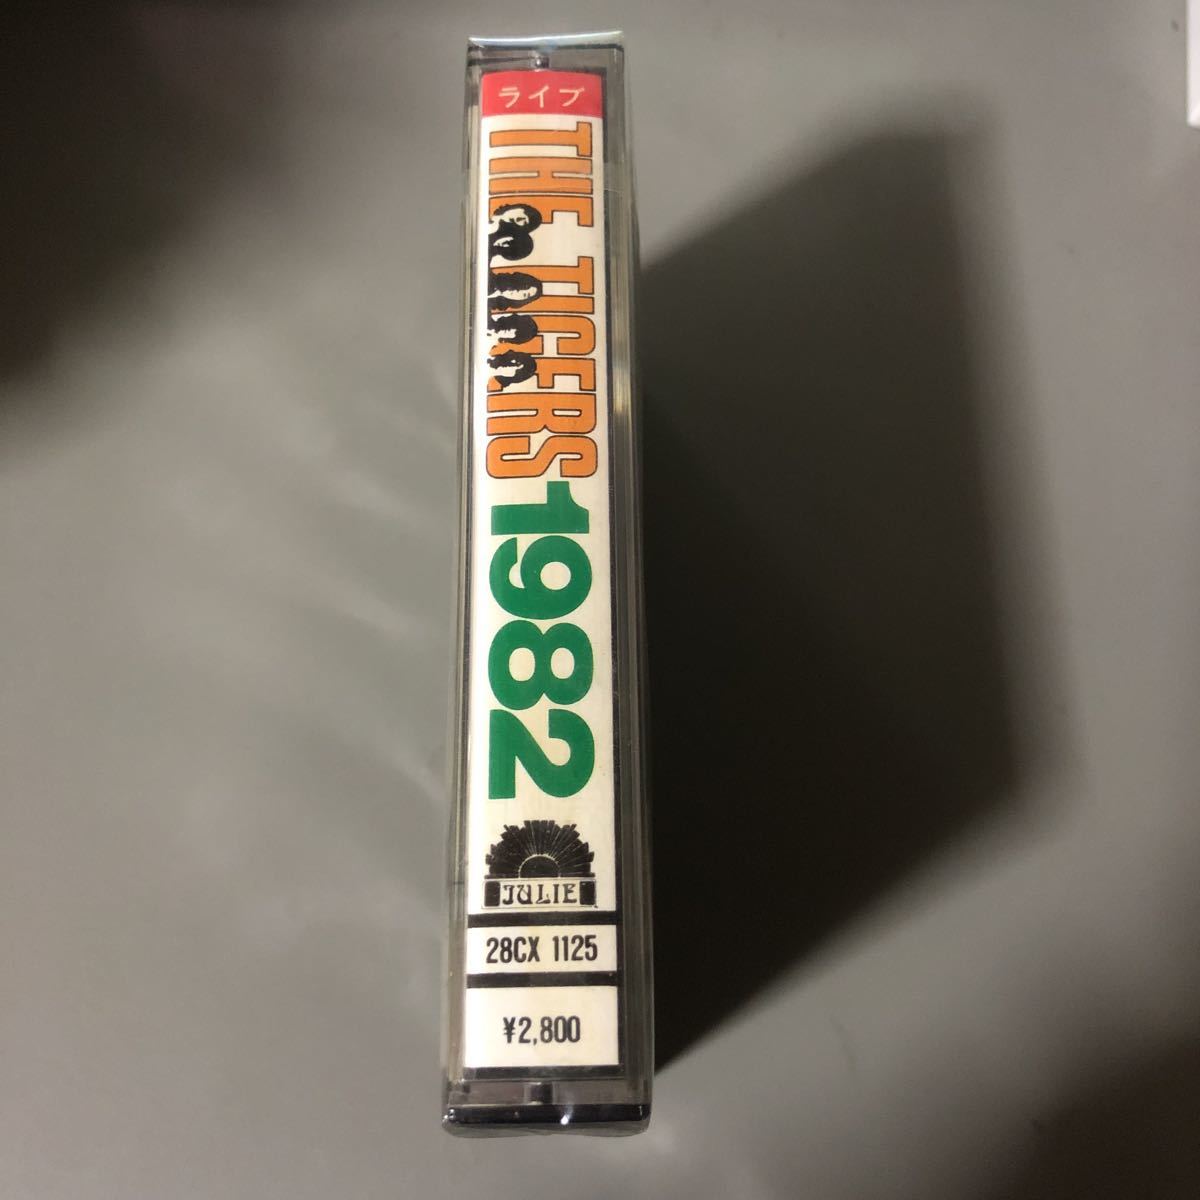 ライブ
THE TIGERS 1982
JULIE
28CX 1125
¥2,800